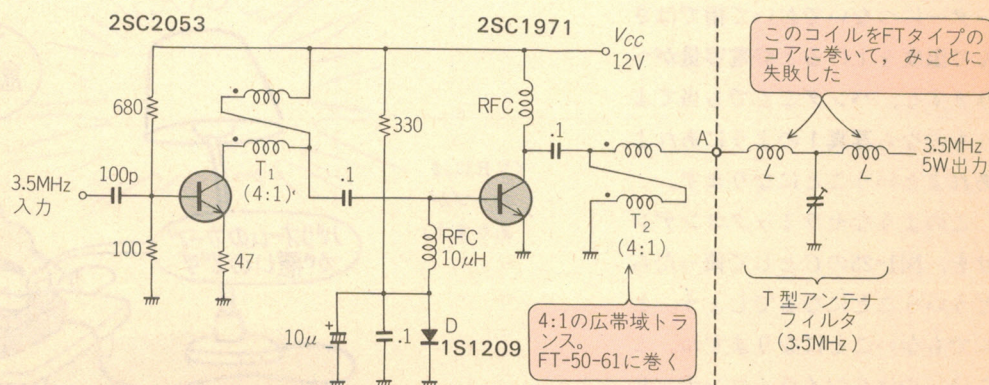 2SC2053
2SC1971
VCC
12V
このコイルをFTタイプの
コアに巻いて，みごとに
失敗した
680
330
RFC
.1
A
T1
(4:1)
.1
100p
3.5MHz
入力
L
L
3.5MHz
5W出力
T2
(4:1)
RFC
10μH
100
47
10μ
+
−
.1
D
1S1209
4:1の広帯域トラ
ンス。
FT-50-61に巻く
T型アンテナ
フィルタ
(3.5MHz)